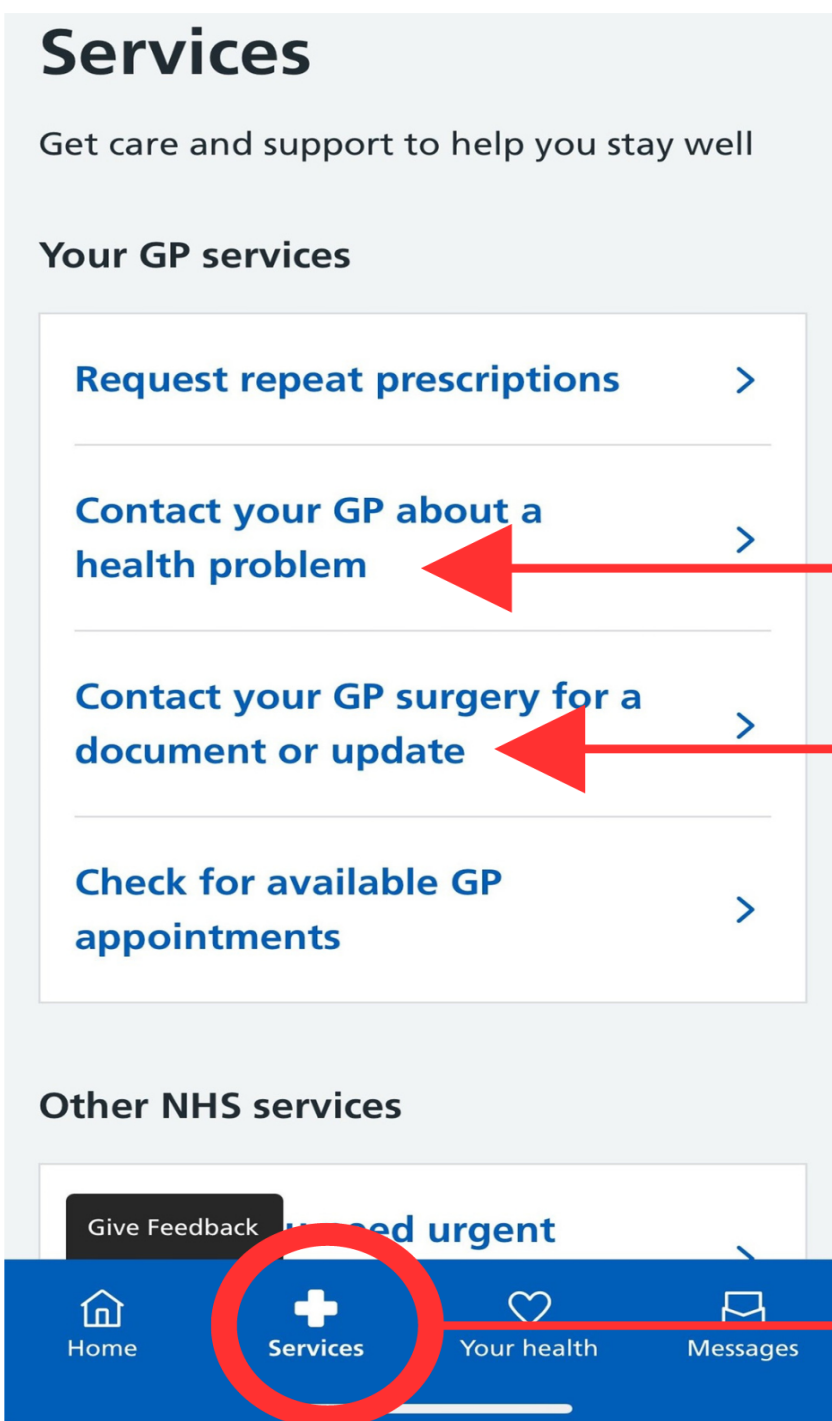 Services
Get care and support to help you stay well
Your GP services
Request repeat prescriptions
Contact your GP about a
health problem
Contact your GP surgery for a
document or update
Check for available GP
appointments
Other NHS services
urgent
Give Feedback
Home
Services
Your health
Messages